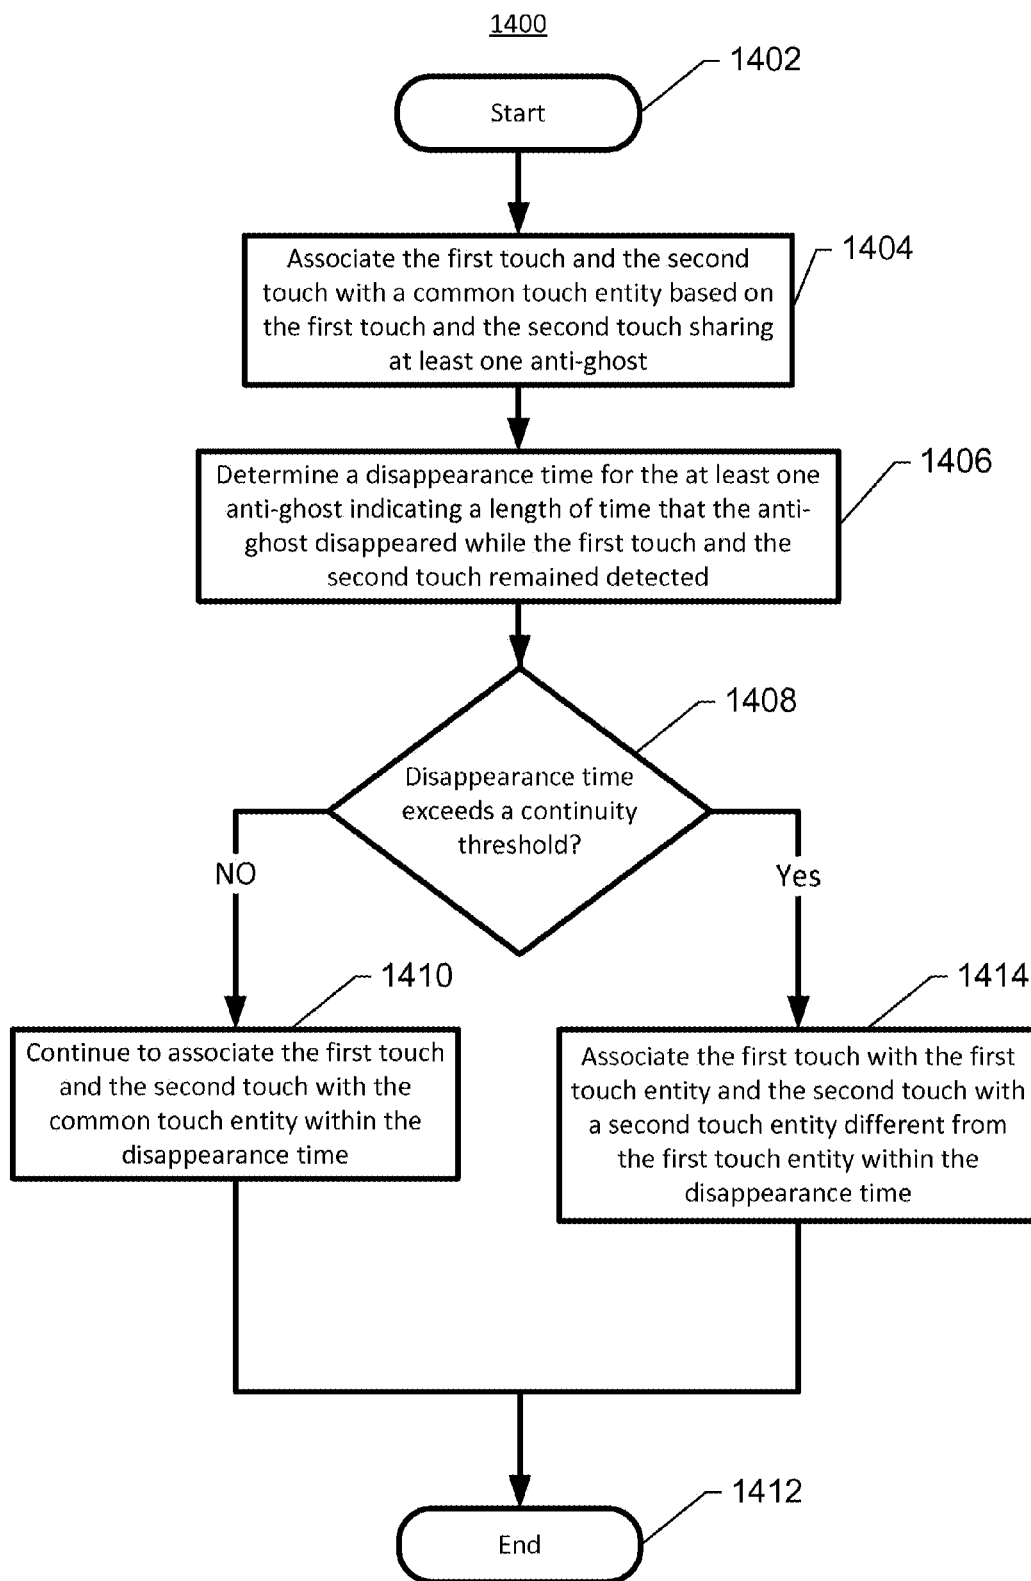 1400
1402
Start
1404
Associate the first touch and the second
touch with a common touch entity based on
the first touch and the second touch sharing
at least one anti-ghost
1406
Determine a disappearance time for the at least one
anti-ghost indicating a length of time that the anti-
ghost disappeared while the first touch and the
second touch remained detected
1408
Disappearance time
exceeds a continuity
threshold?
NO
Yes
1410
Continue to associate the first touch
and the second touch with the
common touch entity within the
disappearance time
1414
Associate the first touch with the first
touch entity and the second touch with
a second touch entity different from
the first touch entity within the
disappearance time
1412
End